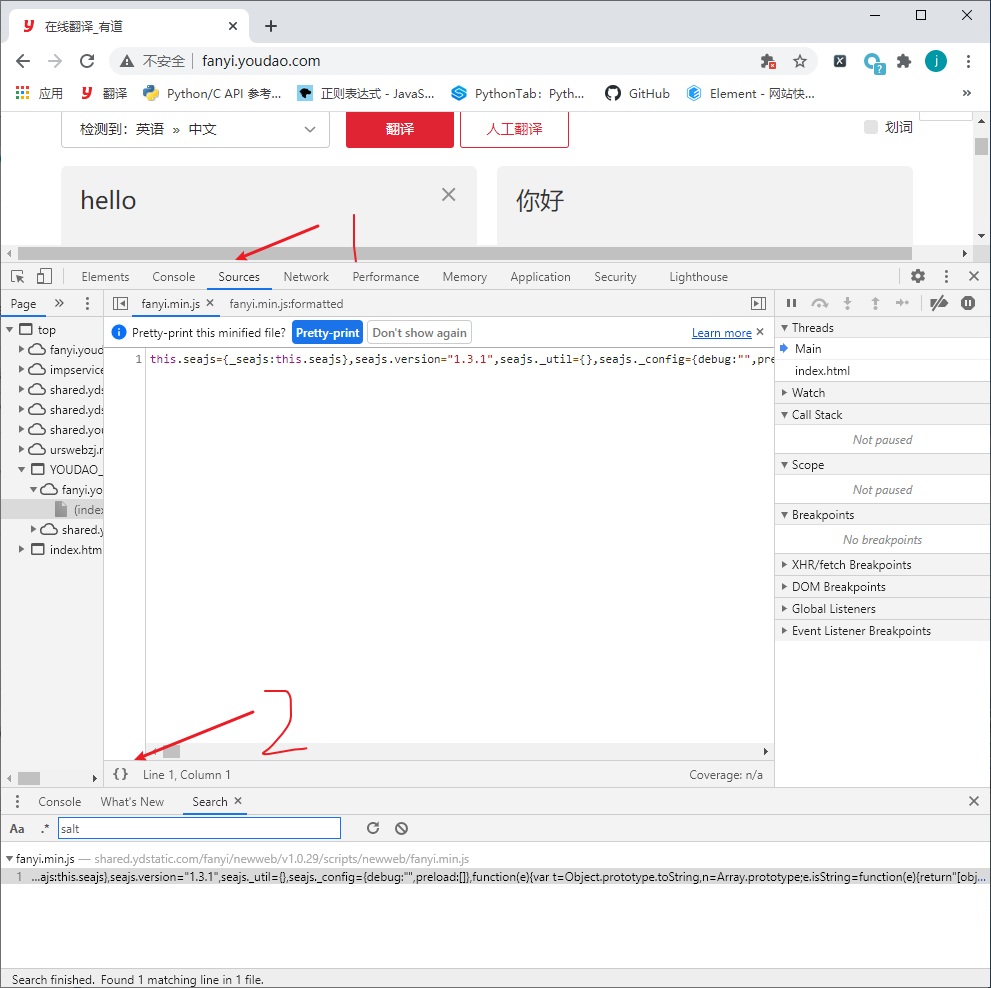 在线翻译_有道
不安全 fanyi.youdao.com
应用 翻译 Python/C API 参考... 正则表达式 - JavaS... PythonTab：Pyth... GitHub Element - 网站快... »
检测到：英语 » 中文 翻译 人工翻译 划词
hello 你好
1
Elements Console Sources Network Performance Memory Application Security Lighthouse
Page » fanyi.min.js fanyi.min.js:formatted
Pretty-print this minified file? Pretty-print Don't show again Learn more
1 this.seajs={_seajs:this.seajs},seajs.version="1.3.1",seajs._util={},seajs._config={debug:"",pre
top
fanyi.youd
impservice
shared.yds
shared.yds
shared.you
urswebzj.n
YOUDAO_
fanyi.yo
(index
shared.y
index.htm
Threads
Main
index.html
Watch
Call Stack
Not paused
Scope
Not paused
Breakpoints
No breakpoints
XHR/fetch Breakpoints
DOM Breakpoints
Global Listeners
Event Listener Breakpoints
2
{} Line 1, Column 1 Coverage: n/a
Console What's New Search
Aa .* salt
fanyi.min.js — shared.ydstatic.com/fanyi/newweb/v1.0.29/scripts/newweb/fanyi.min.js
1 ...ajs:this.seajs},seajs.version="1.3.1",seajs._util={},seajs._config={debug:"",preload:[]},function(e){var t=Object.prototype.toString,n=Array.prototype;e.isString=function(e){return"[obj...
Search finished. Found 1 matching line in 1 file.